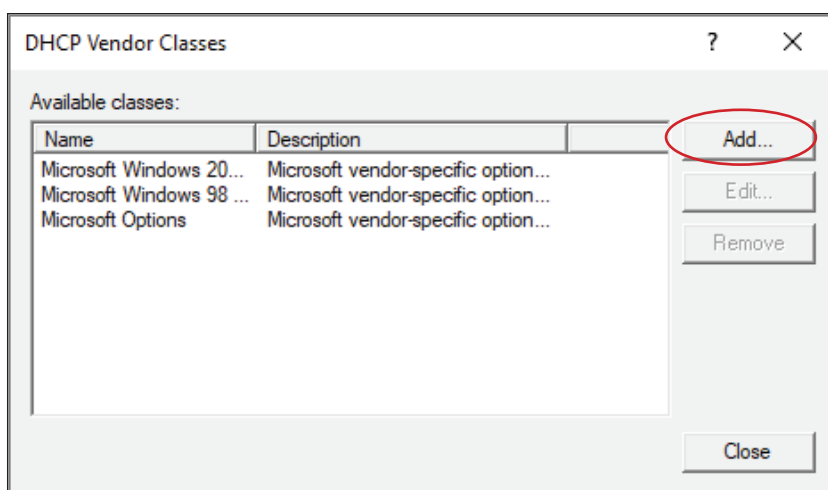 DHCP Vendor Classes ?
Available classes:
Name Description
Add...
Microsoft Windows 20... Microsoft vendor-specific option...
Microsoft Windows 98 ... Microsoft vendor-specific option...
Edit...
Microsoft Options Microsoft vendor-specific option...
Remove
Close